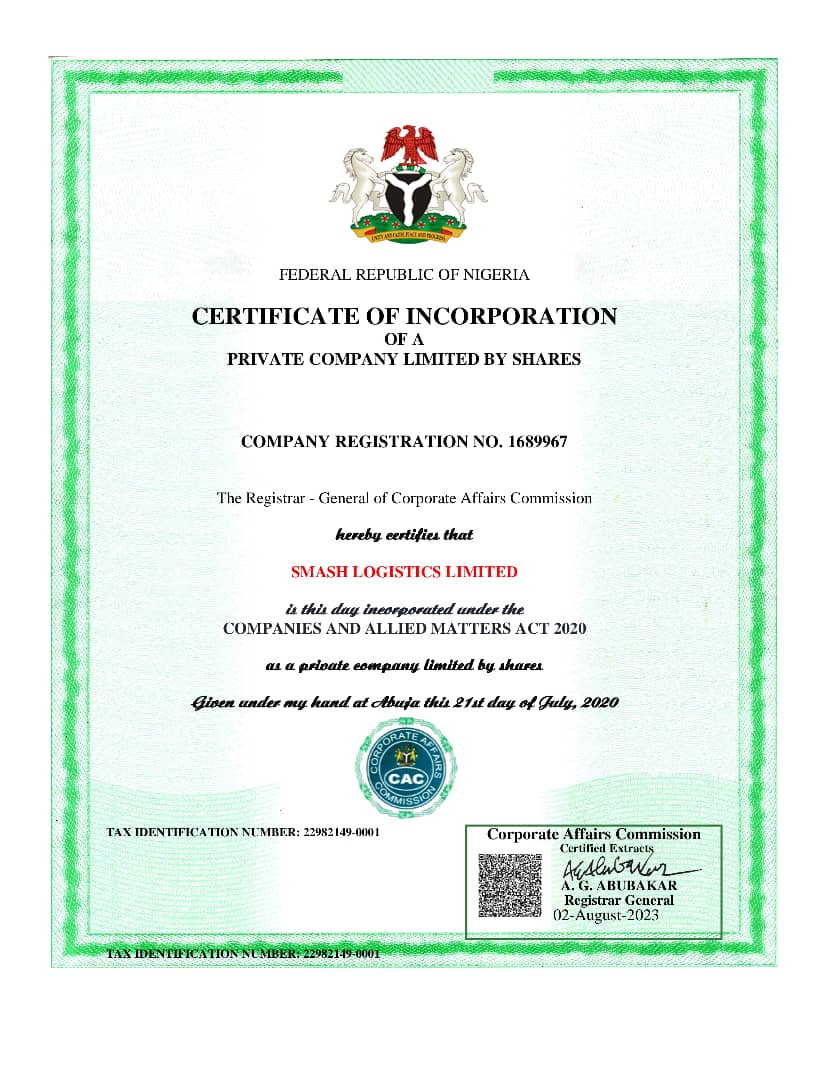 UNITY AND FAITH, PEACE AND PROGRESS
FEDERAL REPUBLIC OF NIGERIA
CERTIFICATE OF INCORPORATION
OF A
PRIVATE COMPANY LIMITED BY SHARES
COMPANY REGISTRATION NO. 1689967
The Registrar - General of Corporate Affairs Commission
hereby certifies that
SMASH LOGISTICS LIMITED
is this day incorporated under the
COMPANIES AND ALLIED MATTERS ACT 2020
as a private company limited by shares
Given under my hand at Abuja this 21st day of July, 2020
CORPORATE AFFAIRS
CAC
COMMISSION
TAX IDENTIFICATION NUMBER: 22982149-0001
Corporate Affairs Commission
Certified Extracts
A. G. ABUBAKAR
Registrar General
02-August-2023
TAX IDENTIFICATION NUMBER: 22982149-0001